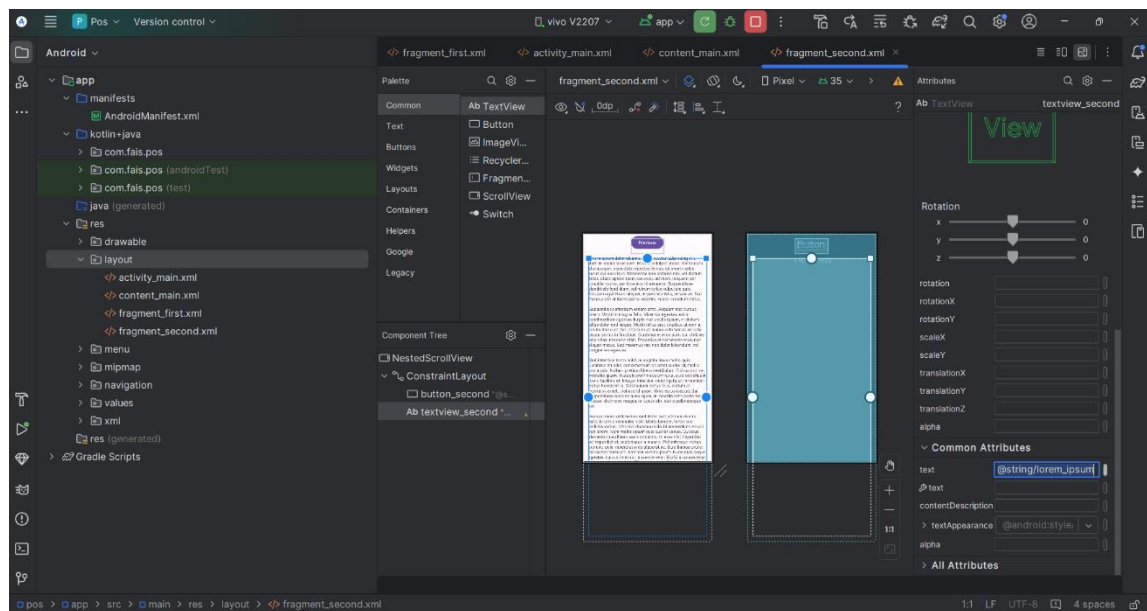 Pos
Version control
vivo V2207
app
Android
fragment_first.xml
activity_main.xml
content_main.xml
fragment_second.xml
app
manifests
AndroidManifest.xml
kotlin+java
com.fais.pos
com.fais.pos (androidTest)
com.fais.pos (test)
java (generated)
res
drawable
layout
activity_main.xml
content_main.xml
fragment_first.xml
fragment_second.xml
menu
mipmap
navigation
values
xml
res (generated)
Gradle Scripts
Palette
Common
Text
Buttons
Widgets
Layouts
Containers
Helpers
Google
Legacy
Ab TextView
Button
ImageVi...
Recycler...
Fragmen...
ScrollView
Switch
Component Tree
NestedScrollView
ConstraintLayout
button_second "@s...
Ab textview_second "...
fragment_second.xml
Pixel
35
0dp
Button
1:1
Attributes
Ab TextView
textview_second
View
Rotation
x 0
y 0
z 0
rotation
rotationX
rotationY
scaleX
scaleY
translationX
translationY
translationZ
alpha
Common Attributes
text @string/lorem_ipsum
text
contentDescription
textAppearance @android:style/
alpha
All Attributes
pos > app > src > main > res > layout > fragment_second.xml
1:1 LF UTF-8 4 spaces